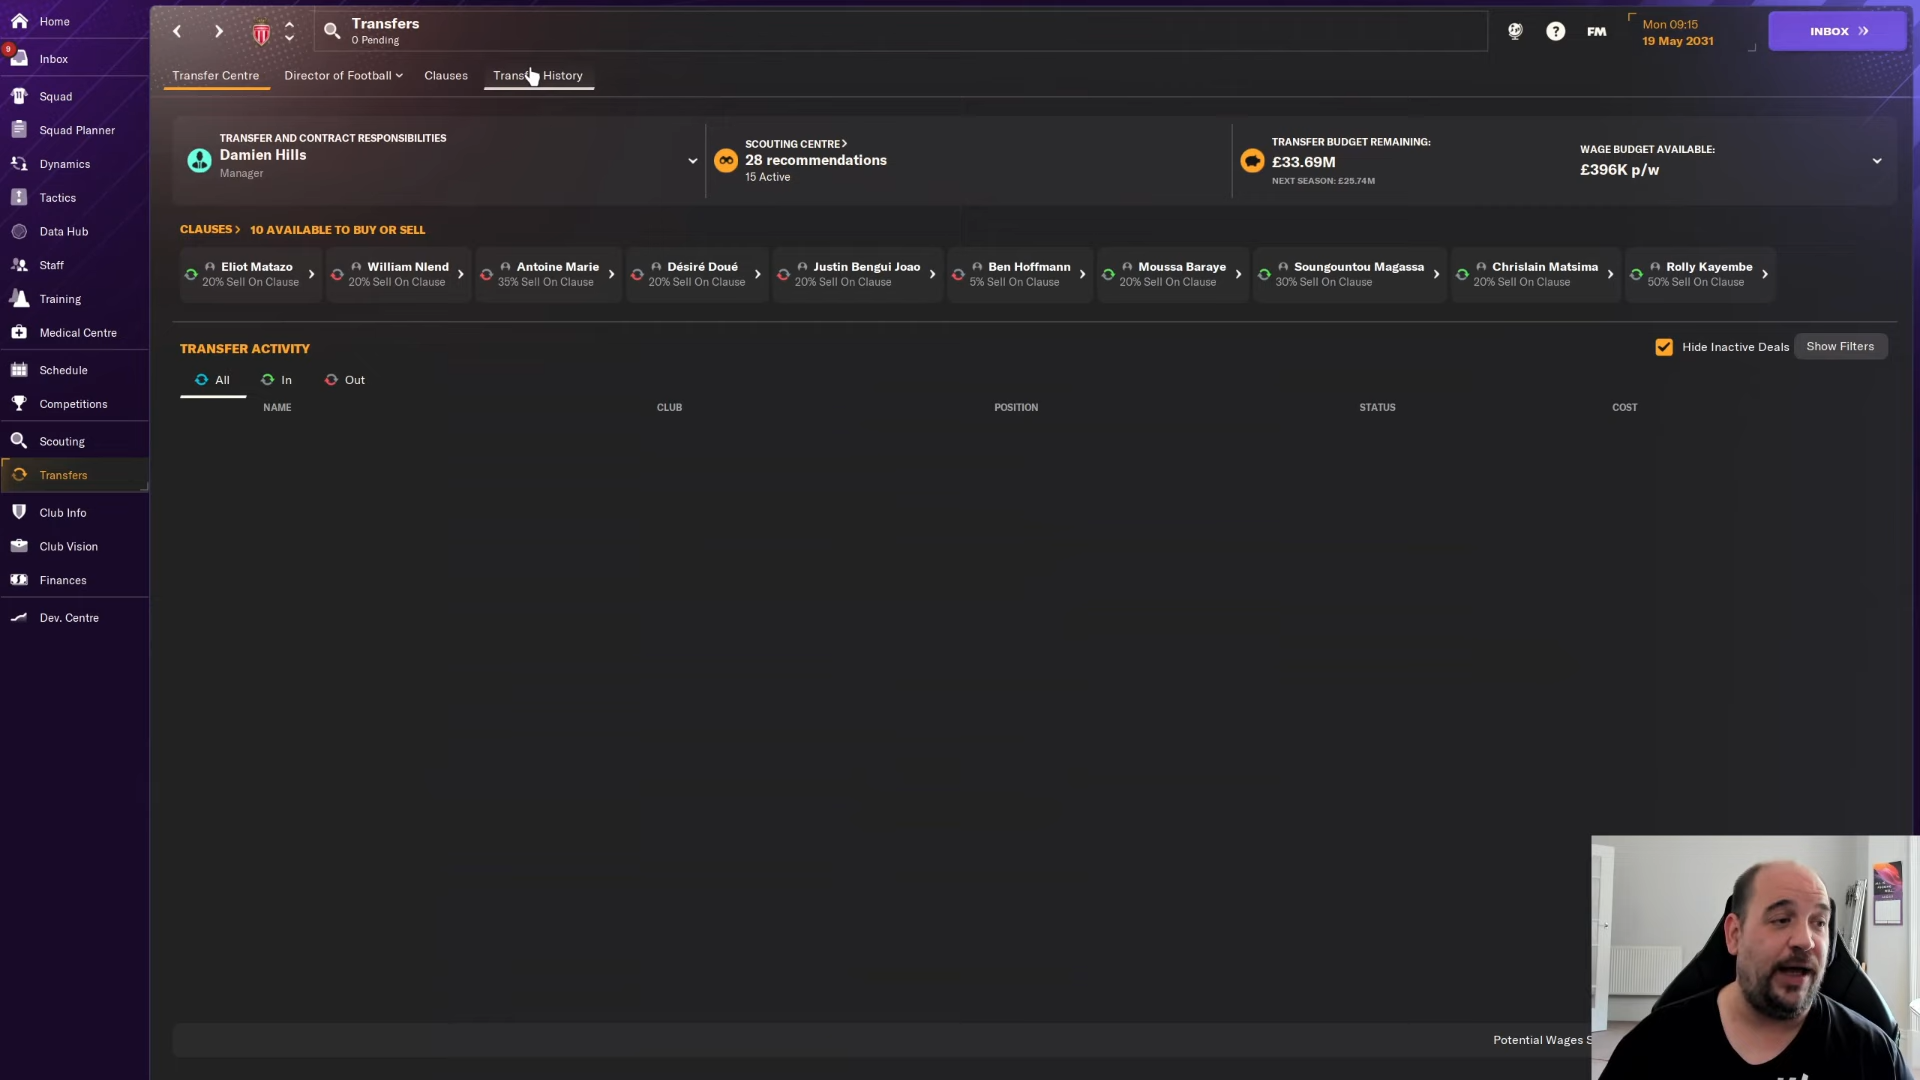 Home
9
Inbox
Squad
Squad Planner
Dynamics
Tactics
Data Hub
Staff
Training
Medical Centre
Schedule
Competitions
Scouting
Transfers
Club Info
Club Vision
Finances
Dev. Centre
Transfers
0 Pending
FM
Mon 09:15
19 May 2031
INBOX
Transfer Centre
Director of Football
Clauses
Transfer History
TRANSFER AND CONTRACT RESPONSIBILITIES
Damien Hills
Manager
SCOUTING CENTRE>
28 recommendations
15 Active
TRANSFER BUDGET REMAINING:
£33.69M
NEXT SEASON: £25.74M
WAGE BUDGET AVAILABLE:
£396K p/w
CLAUSES> 10 AVAILABLE TO BUY OR SELL
Eliot Matazo
20% Sell On Clause
William Nlend
20% Sell On Clause
Antoine Marie
35% Sell On Clause
Désiré Doué
20% Sell On Clause
Justin Bengui Joao
20% Sell On Clause
Ben Hoffmann
5% Sell On Clause
Moussa Baraye
20% Sell On Clause
Soungountou Magassa
30% Sell On Clause
Chrislain Matsima
20% Sell On Clause
Rolly Kayembe
50% Sell On Clause
TRANSFER ACTIVITY
Hide Inactive Deals
Show Filters
All
In
Out
NAME CLUB POSITION STATUS COST
Potential Wages S